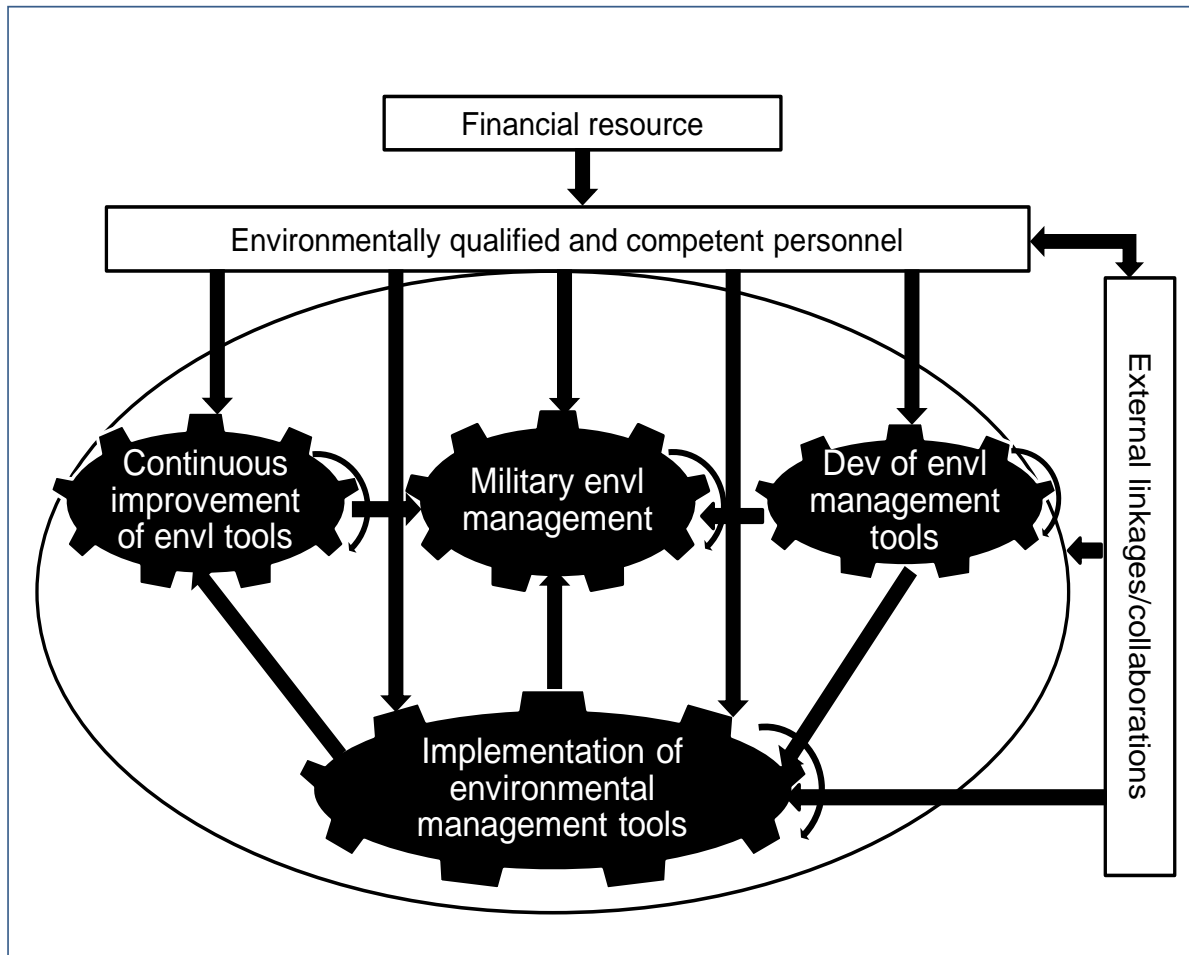 Financial resource
Environmentally qualified and competent personnel
Continuous
improvement
of envl tools
Military envl
management
Dev of envl
management
tools
External linkages/collaborations
Implementation of
environmental
management tools